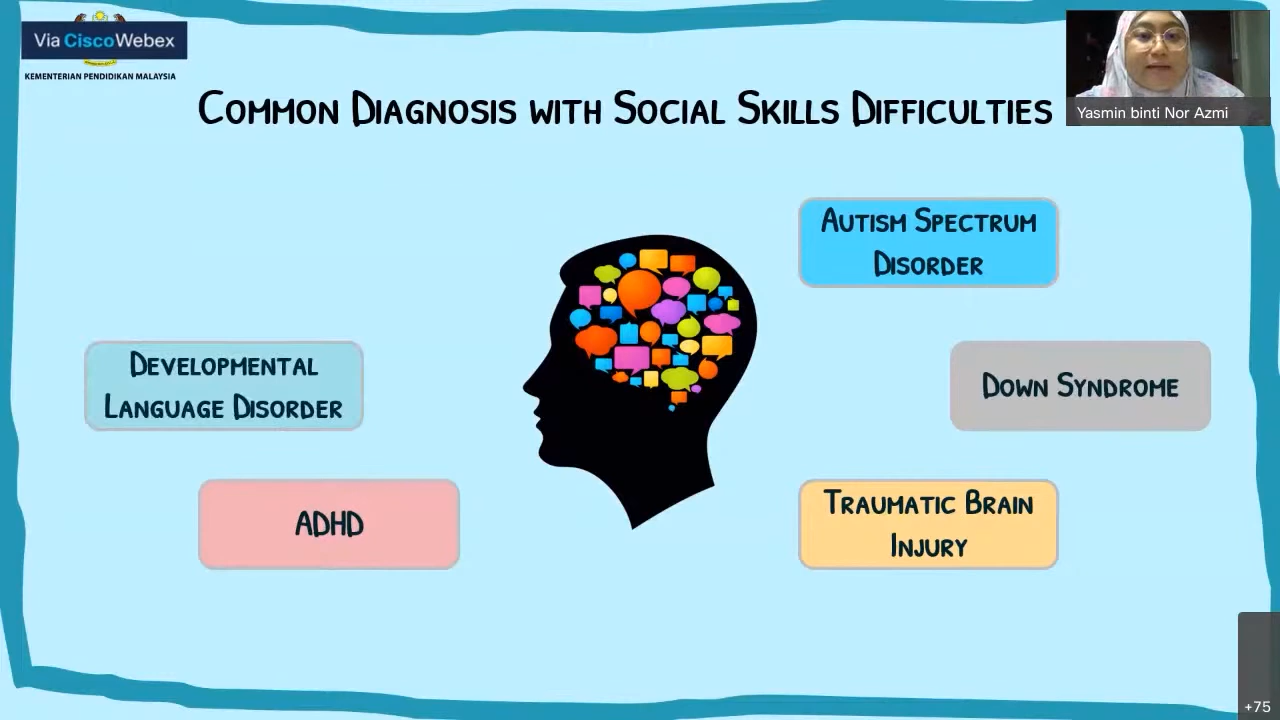 Via CiscoWebex
KEMENTERIAN PENDIDIKAN MALAYSIA
Yasmin binti Nor Azmi
COMMON DIAGNOSIS WITH SOCIAL SKILLS DIFFICULTIES
AUTISM SPECTRUM
DISORDER
DEVELOPMENTAL
LANGUAGE DISORDER
DOWN SYNDROME
ADHD
TRAUMATIC BRAIN
INJURY
+75